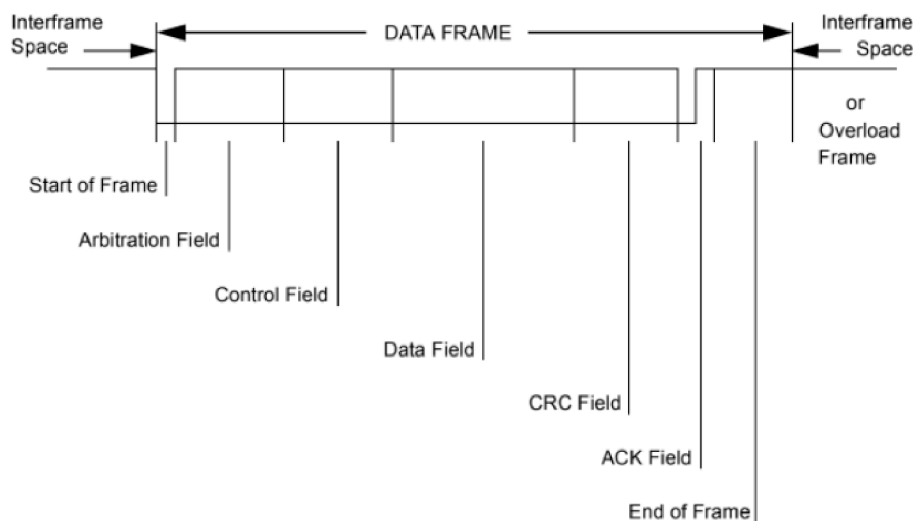 Interframe
Space
DATA FRAME
Interframe
Space
or
Overload
Frame
Start of Frame
Arbitration Field
Control Field
Data Field
CRC Field
ACK Field
End of Frame